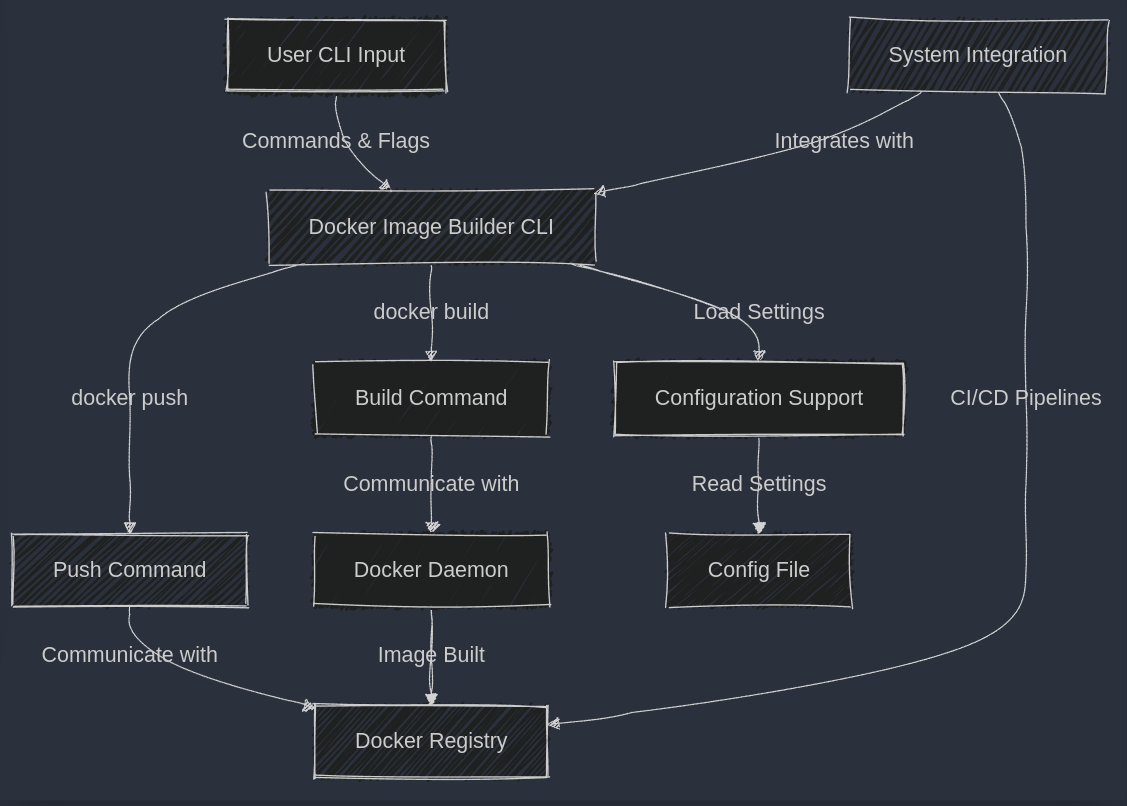 User CLI Input
System Integration
Commands & Flags
Integrates with
Docker Image Builder CLI
docker build
Load Settings
docker push
Build Command
Configuration Support
CI/CD Pipelines
Communicate with
Read Settings
Push Command
Docker Daemon
Config File
Communicate with
Image Built
Docker Registry